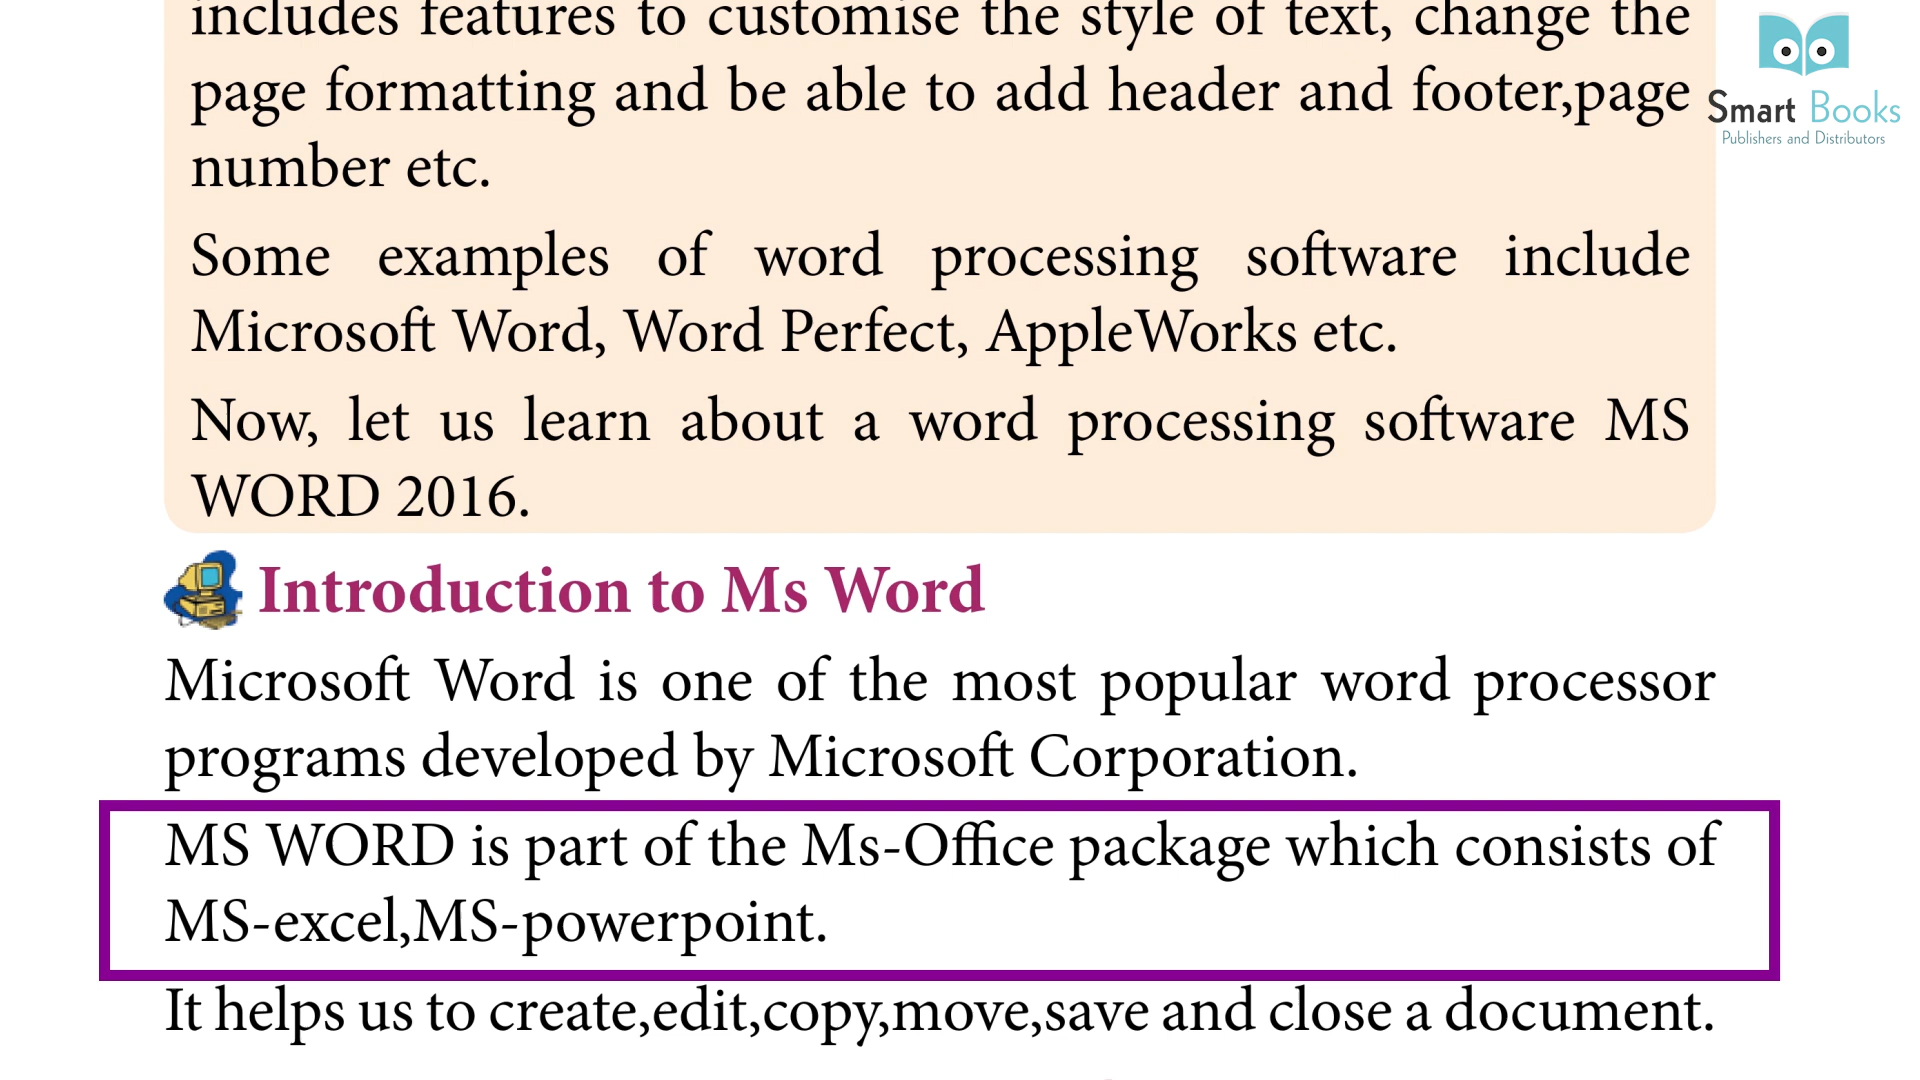 includes features to customise the style of text, change the
page formatting and be able to add header and footer,page
number etc.
Some examples of word processing software include
Microsoft Word, Word Perfect, AppleWorks etc.
Now, let us learn about a word processing software MS
WORD 2016.
Introduction to Ms Word
Microsoft Word is one of the most popular word processor
programs developed by Microsoft Corporation.
MS WORD is part of the Ms-Office package which consists of
MS-excel,MS-powerpoint.
It helps us to create,edit,copy,move,save and close a document.
Smart Books
Publishers and Distributors